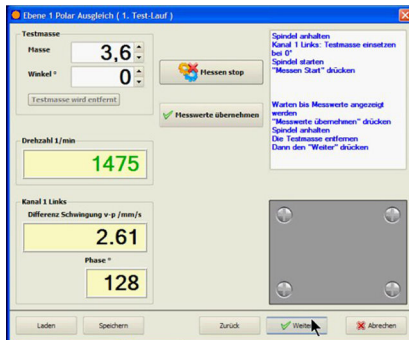 Ebene 1 Polar Ausgleich ( 1. Test-Lauf )
Testmasse
Masse
3,6
Winkel °
0
Testmasse wird entfernt
Messen stop
Messwerte übernehmen
Spindel anhalten
Kanal 1 Links: Testmasse einsetzen
bei 0°
Spindel starten
"Messen Start" drücken
Warten bis Messwerte angezeigt
werden
"Messwerte übernehmen" drücken
Spindel anhalten
Die Testmasse entfernen
Dann den "Weiter" drücken
Drehzahl 1/min
1475
Kanal 1 Links
Differenz Schwingung v-p /mm/s
2.61
Phase °
128
Laden
Speichern
Zurück
Weiter
Abrechen